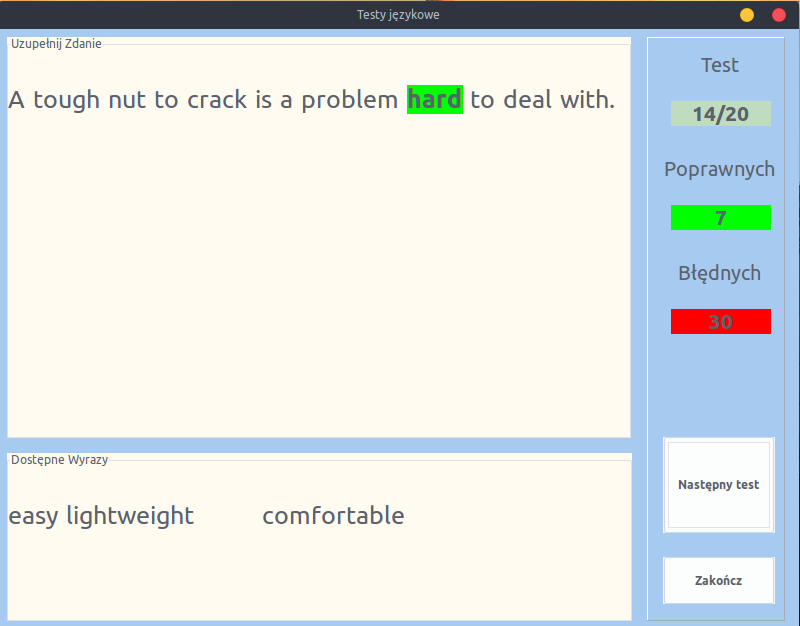 Testy językowe
Uzupełnij Zdanie
A tough nut to crack is a problem hard to deal with.
Dostępne Wyrazy
easy lightweight comfortable
Test
14/20
Poprawnych
7
Błędnych
30
Następny test
Zakończ